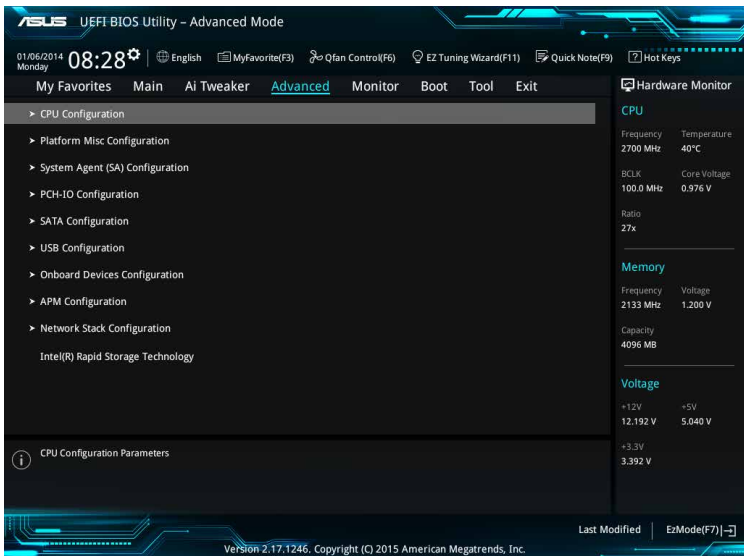 ASUS UEFI BIOS Utility – Advanced Mode
01/06/2014 Monday 08:28 English MyFavorite(F3) Qfan Control(F6) EZ Tuning Wizard(F11) Quick Note(F9) ? Hot Keys
My Favorites Main Ai Tweaker Advanced Monitor Boot Tool Exit
Hardware Monitor
> CPU Configuration
> Platform Misc Configuration
> System Agent (SA) Configuration
> PCH-IO Configuration
> SATA Configuration
> USB Configuration
> Onboard Devices Configuration
> APM Configuration
> Network Stack Configuration
Intel(R) Rapid Storage Technology
CPU
Frequency Temperature
2700 MHz 40°C
BCLK Core Voltage
100.0 MHz 0.976 V
Ratio
27x
Memory
Frequency Voltage
2133 MHz 1.200 V
Capacity
4096 MB
Voltage
+12V +5V
12.192 V 5.040 V
+3.3V
3.392 V
i CPU Configuration Parameters
Last Modified EzMode(F7)
Version 2.17.1246. Copyright (C) 2015 American Megatrends, Inc.